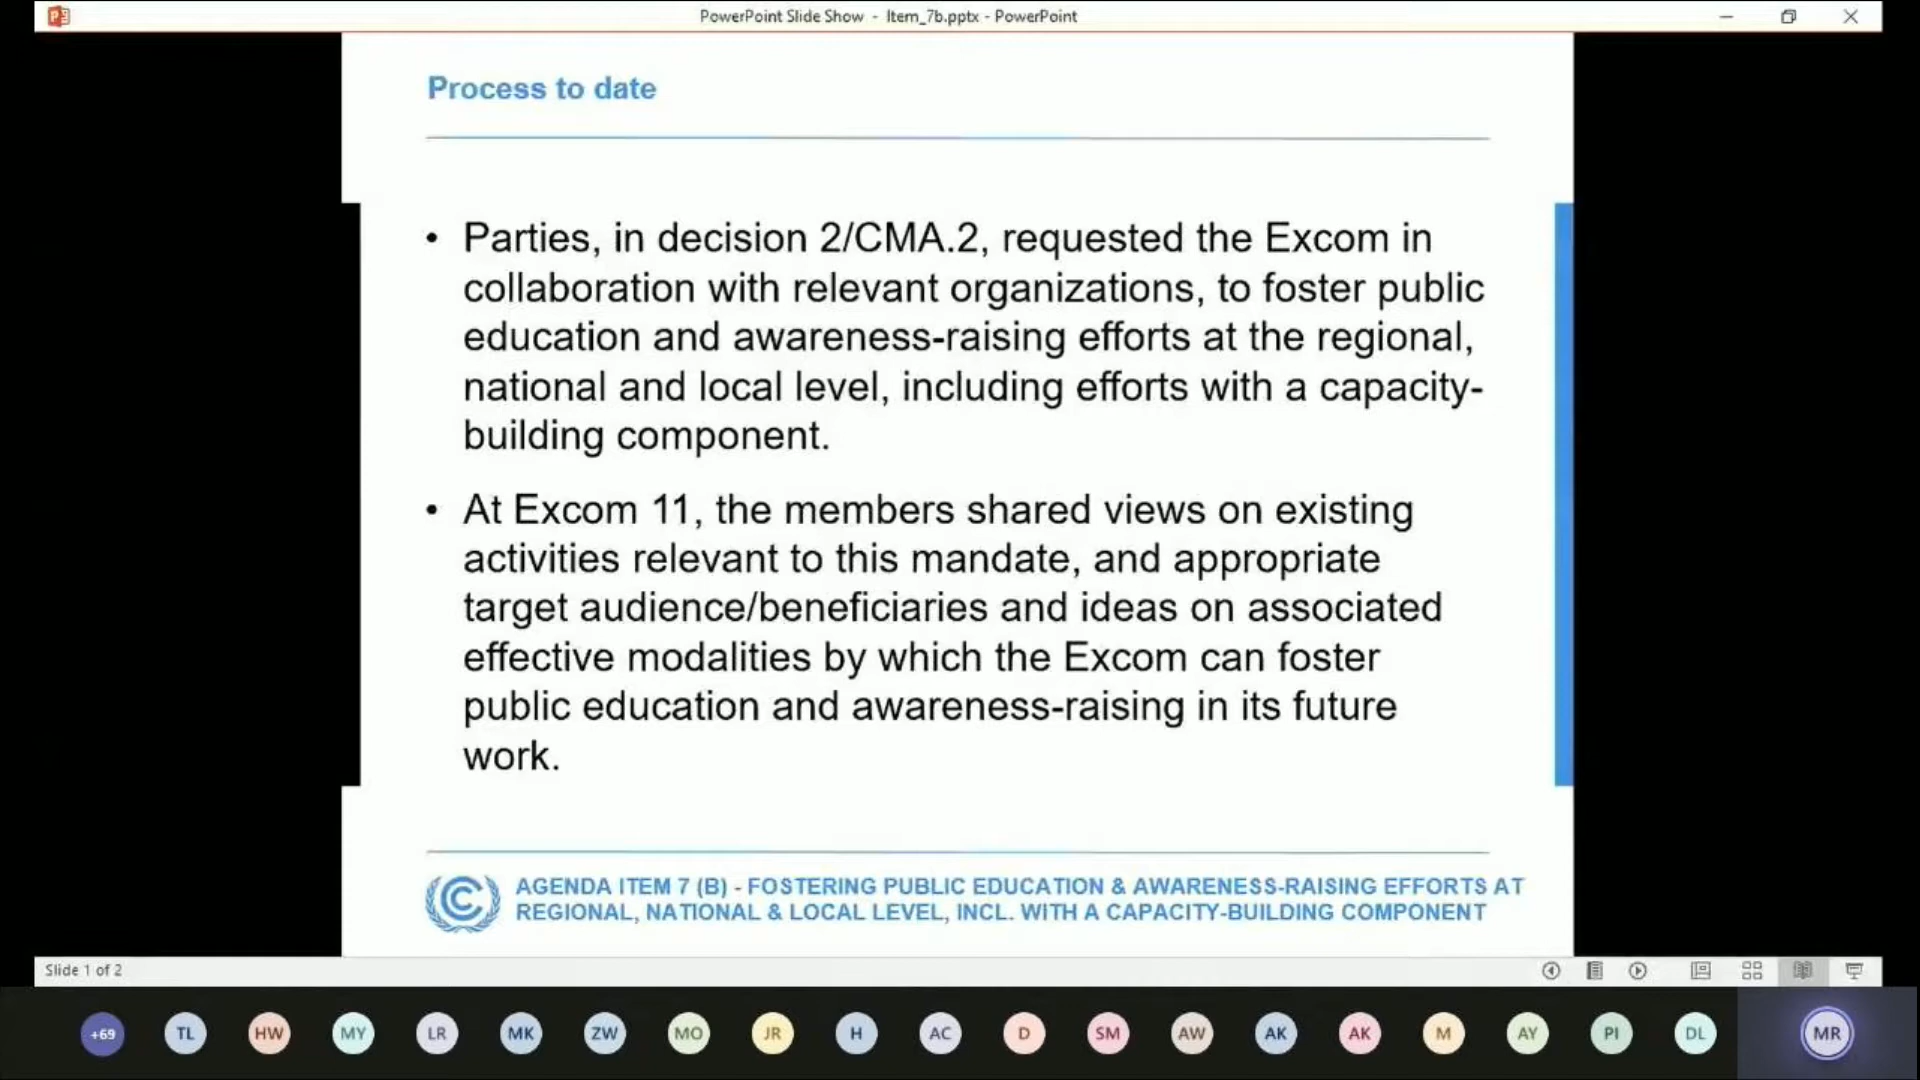 PowerPoint Slide Show - Item_7b.pptx - PowerPoint
Process to date
• Parties, in decision 2/CMA.2, requested the Excom in
collaboration with relevant organizations, to foster public
education and awareness-raising efforts at the regional,
national and local level, including efforts with a capacity-
building component.
• At Excom 11, the members shared views on existing
activities relevant to this mandate, and appropriate
target audience/beneficiaries and ideas on associated
effective modalities by which the Excom can foster
public education and awareness-raising in its future
work.
AGENDA ITEM 7 (B) - FOSTERING PUBLIC EDUCATION & AWARENESS-RAISING EFFORTS AT
REGIONAL, NATIONAL & LOCAL LEVEL, INCL. WITH A CAPACITY-BUILDING COMPONENT
Slide 1 of 2
+69 TL HW MY LR MK ZW MO JR H AC D SM AW AK AK M AY PI DL MR